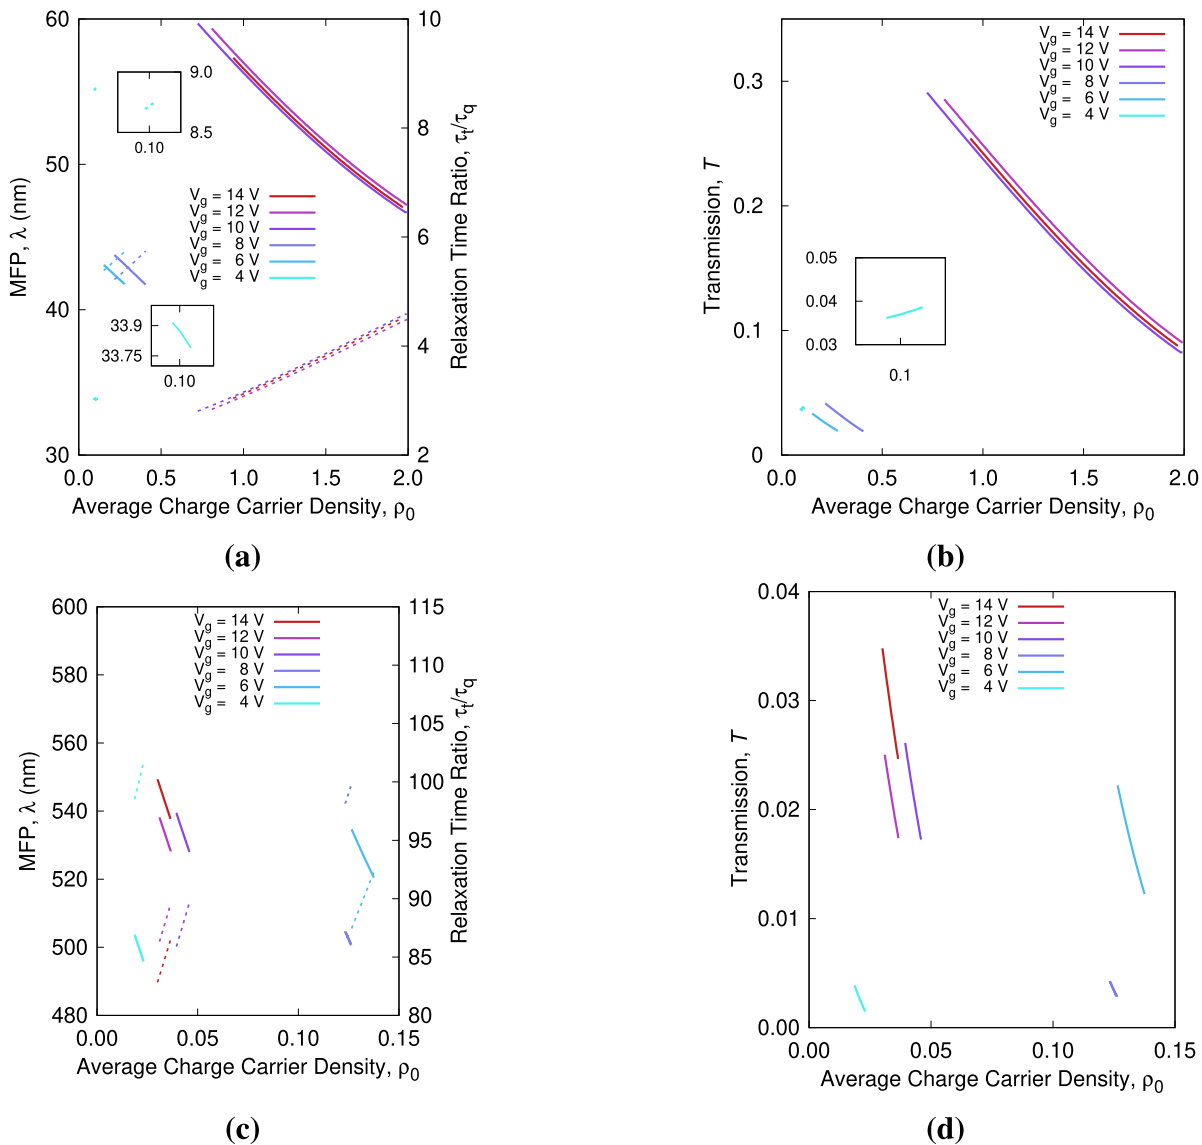 60
50
40
30
MFP, λ (nm)
10
8
6
4
2
Relaxation Time Ratio, τt/τq
9.0
8.5
0.10
Vg = 14 V
Vg = 12 V
Vg = 10 V
Vg = 8 V
Vg = 6 V
Vg = 4 V
33.9
33.75
0.10
0.0 0.5 1.0 1.5 2.0
Average Charge Carrier Density, ρ0
(a)
Vg = 14 V
Vg = 12 V
Vg = 10 V
Vg = 8 V
Vg = 6 V
Vg = 4 V
0.3
0.2
0.1
0
Transmission, T
0.05
0.04
0.03
0.1
0.0 0.5 1.0 1.5 2.0
Average Charge Carrier Density, ρ0
(b)
600
580
560
540
520
500
480
MFP, λ (nm)
Vg = 14 V
Vg = 12 V
Vg = 10 V
Vg = 8 V
Vg = 6 V
Vg = 4 V
115
110
105
100
95
90
85
80
Relaxation Time Ratio, τt/τq
0.00 0.05 0.10 0.15
Average Charge Carrier Density, ρ0
(c)
0.04
0.03
0.02
0.01
0.00
Transmission, T
Vg = 14 V
Vg = 12 V
Vg = 10 V
Vg = 8 V
Vg = 6 V
Vg = 4 V
0.00 0.05 0.10 0.15
Average Charge Carrier Density, ρ0
(d)